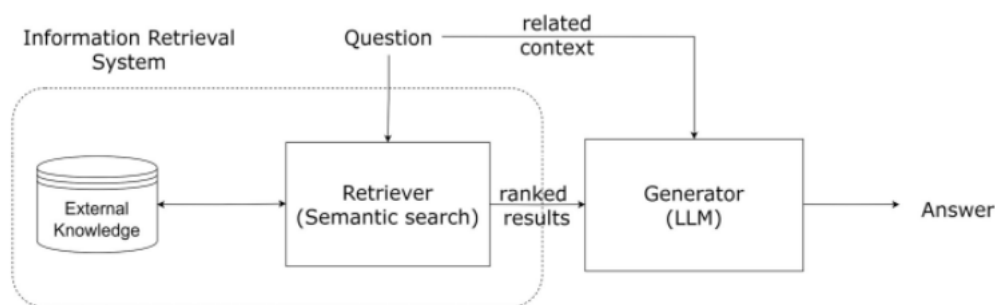 Information Retrieval
System
Question
related
context
External
Knowledge
Retriever
(Semantic search)
ranked
results
Generator
(LLM)
Answer